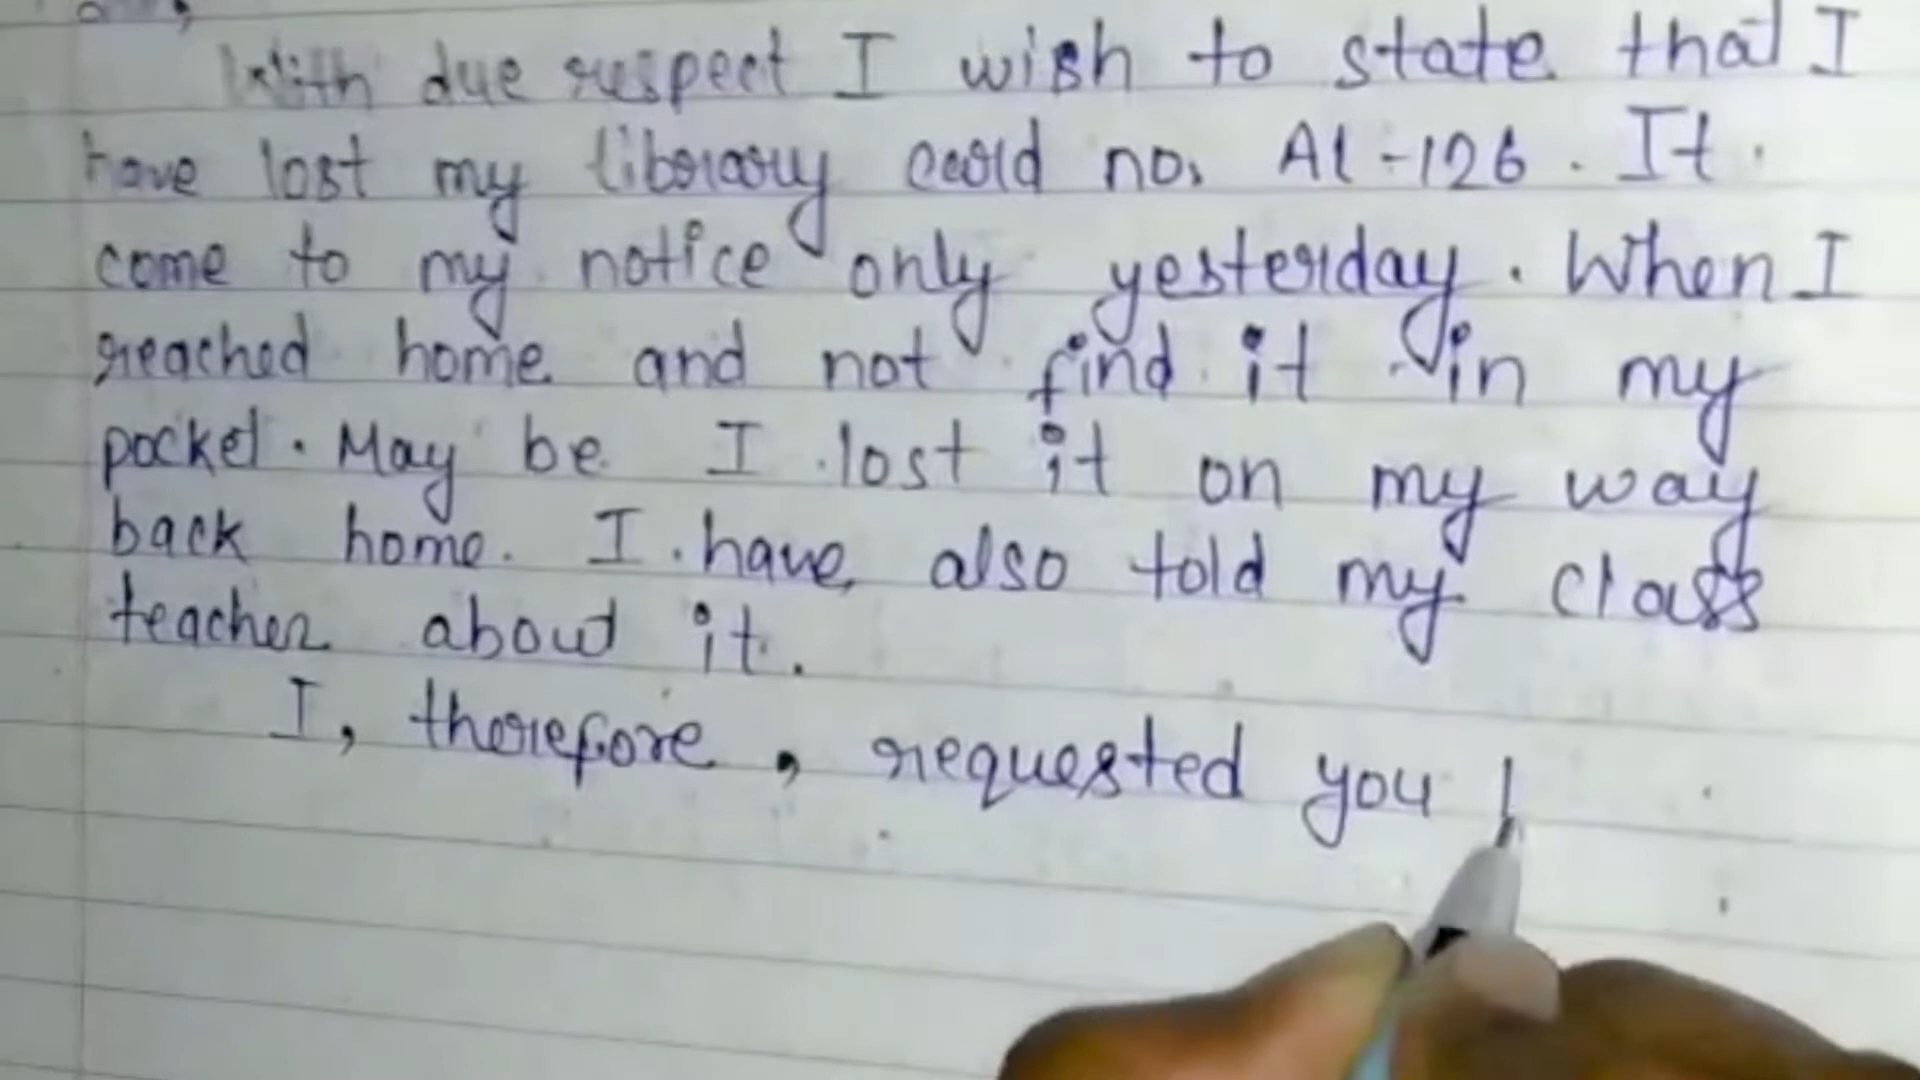 With due respect I wish to state that I
have lost my library card no. Al-126. It
come to my notice only yesterday. When I
reached home and not find it in my
pocket. May be I lost it on my way
back home. I have also told my class
teacher about it.
I, therefore, requested you